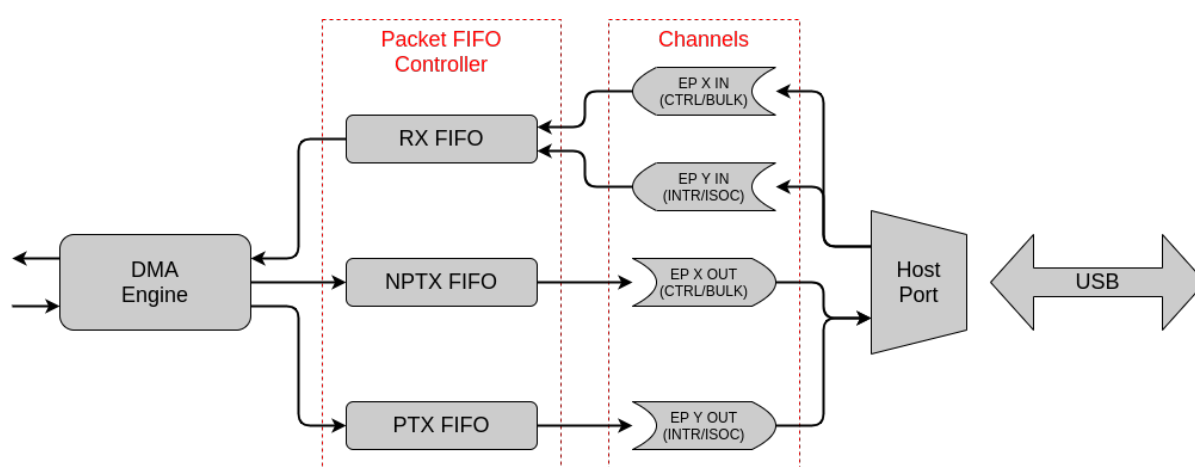 Packet FIFO
Controller
Channels
EP X IN
(CTRL/BULK)
RX FIFO
EP Y IN
(INTR/ISOC)
DMA
Engine
NPTX FIFO
EP X OUT
(CTRL/BULK)
Host
Port
USB
PTX FIFO
EP Y OUT
(INTR/ISOC)